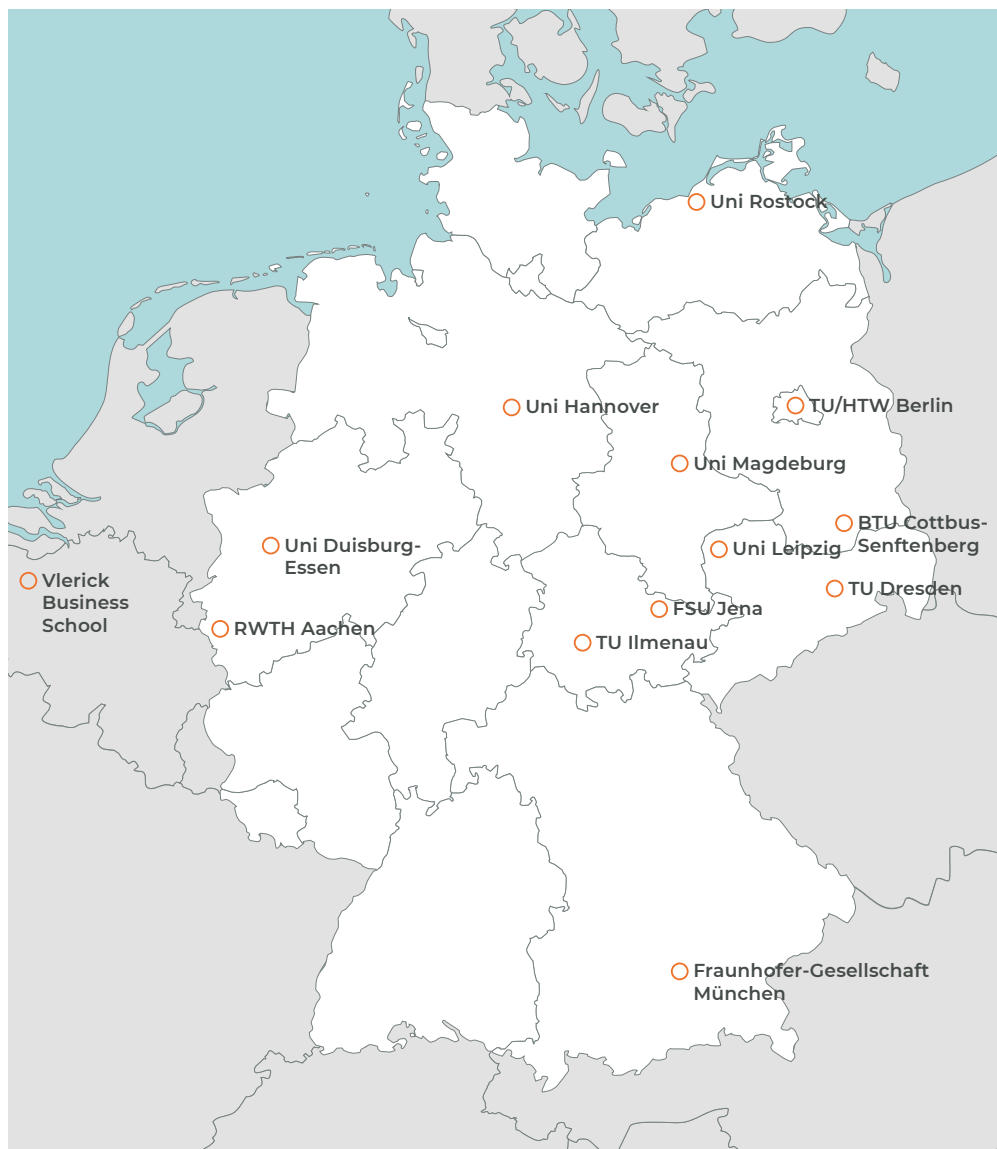 Uni Rostock
TU/HTW Berlin
Uni Hannover
Uni Magdeburg
BTU Cottbus-
Senftenberg
Uni Duisburg-
Essen
Uni Leipzig
Vlerick
Business
School
TU Dresden
FSU Jena
RWTH Aachen
TU Ilmenau
Fraunhofer-Gesellschaft
München